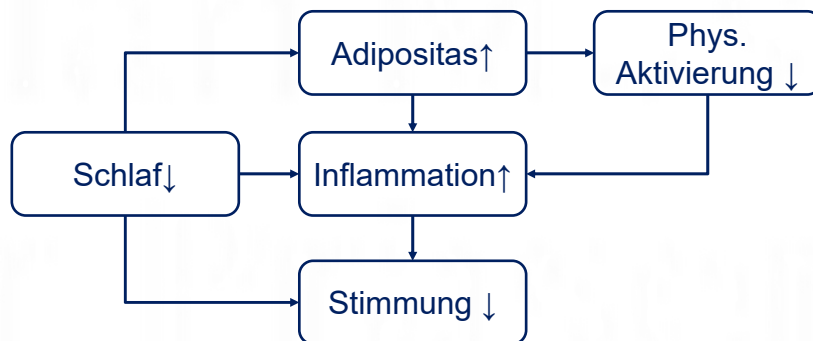 Adipositas↑
Phys.
Aktivierung ↓
Schlaf↓
Inflammation↑
Stimmung ↓